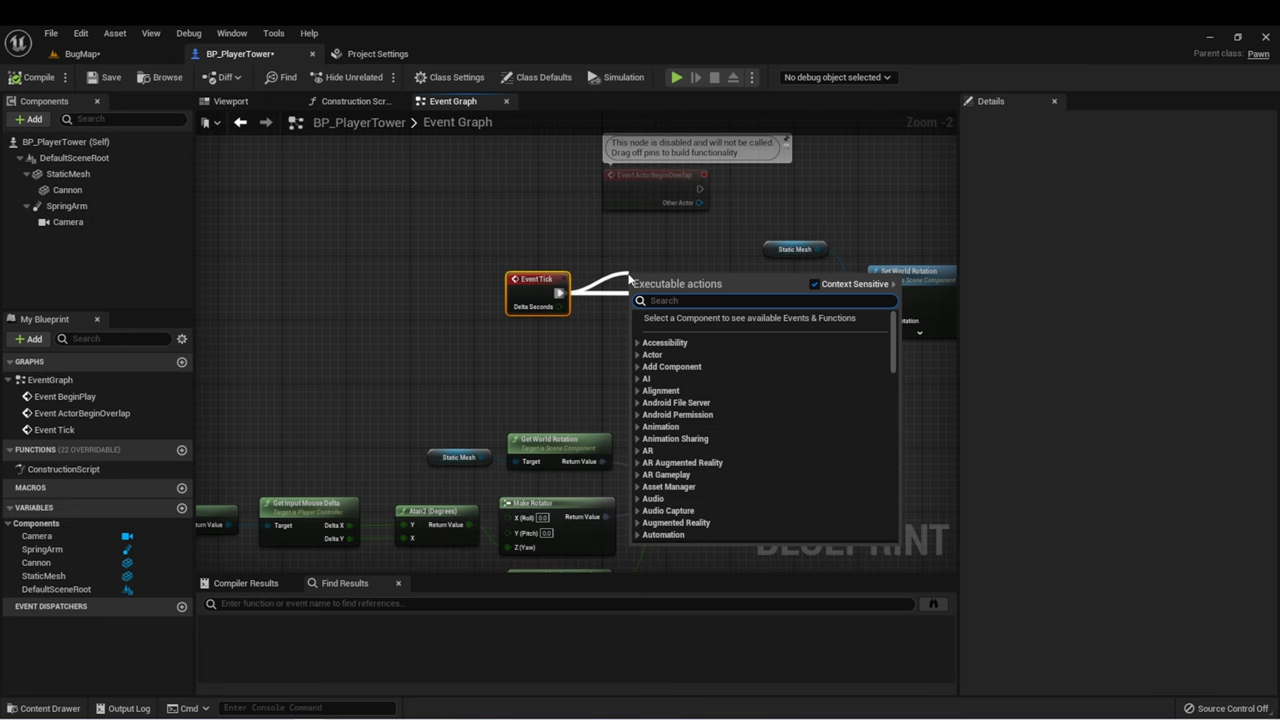 File Edit Asset View Debug Window Tools Help
BugMap* BP_PlayerTower* Project Settings Parent class: Pawn
Compile Save Browse Diff Find Hide Unrelated Class Settings Class Defaults Simulation No debug object selected
Components Viewport Construction Scr... Event Graph Details
Add Search BP_PlayerTower > Event Graph Zoom -2
BP_PlayerTower (Self)
DefaultSceneRoot
StaticMesh
Cannon
SpringArm
Camera
This node is disabled and will not be called.
Drag off pins to build functionality.
Event ActorBeginOverlap
Other Actor
Static Mesh
Set World Rotation
Event Tick
Delta Seconds
Executable actions Context Sensitive
Search
Select a Component to see available Events & Functions
Accessibility
Actor
Add Component
AI
Alignment
Android File Server
Android Permission
Animation
Animation Sharing
AR
AR Augmented Reality
AR Gameplay
Asset Manager
Audio
Audio Capture
Augmented Reality
Automation
My Blueprint
Add Search
GRAPHS
EventGraph
Event BeginPlay
Event ActorBeginOverlap
Event Tick
FUNCTIONS (22 OVERRIDABLE)
ConstructionScript
MACROS
VARIABLES
Components
Camera
SpringArm
Cannon
StaticMesh
DefaultSceneRoot
EVENT DISPATCHERS
Static Mesh
Get World Rotation
Target is Scene Component
Target Return Value
Get Input Mouse Delta
Target is Player Controller
Target Delta X
Delta Y
Atan2 (Degrees)
Y Return Value
X
Make Rotator
X (Roll) 0.0 Return Value
Y (Pitch) 0.0
Z (Yaw)
BLUEPRINT
Compiler Results Find Results
Enter function or event name to find references...
Content Drawer Output Log Cmd Enter Console Command Source Control Off